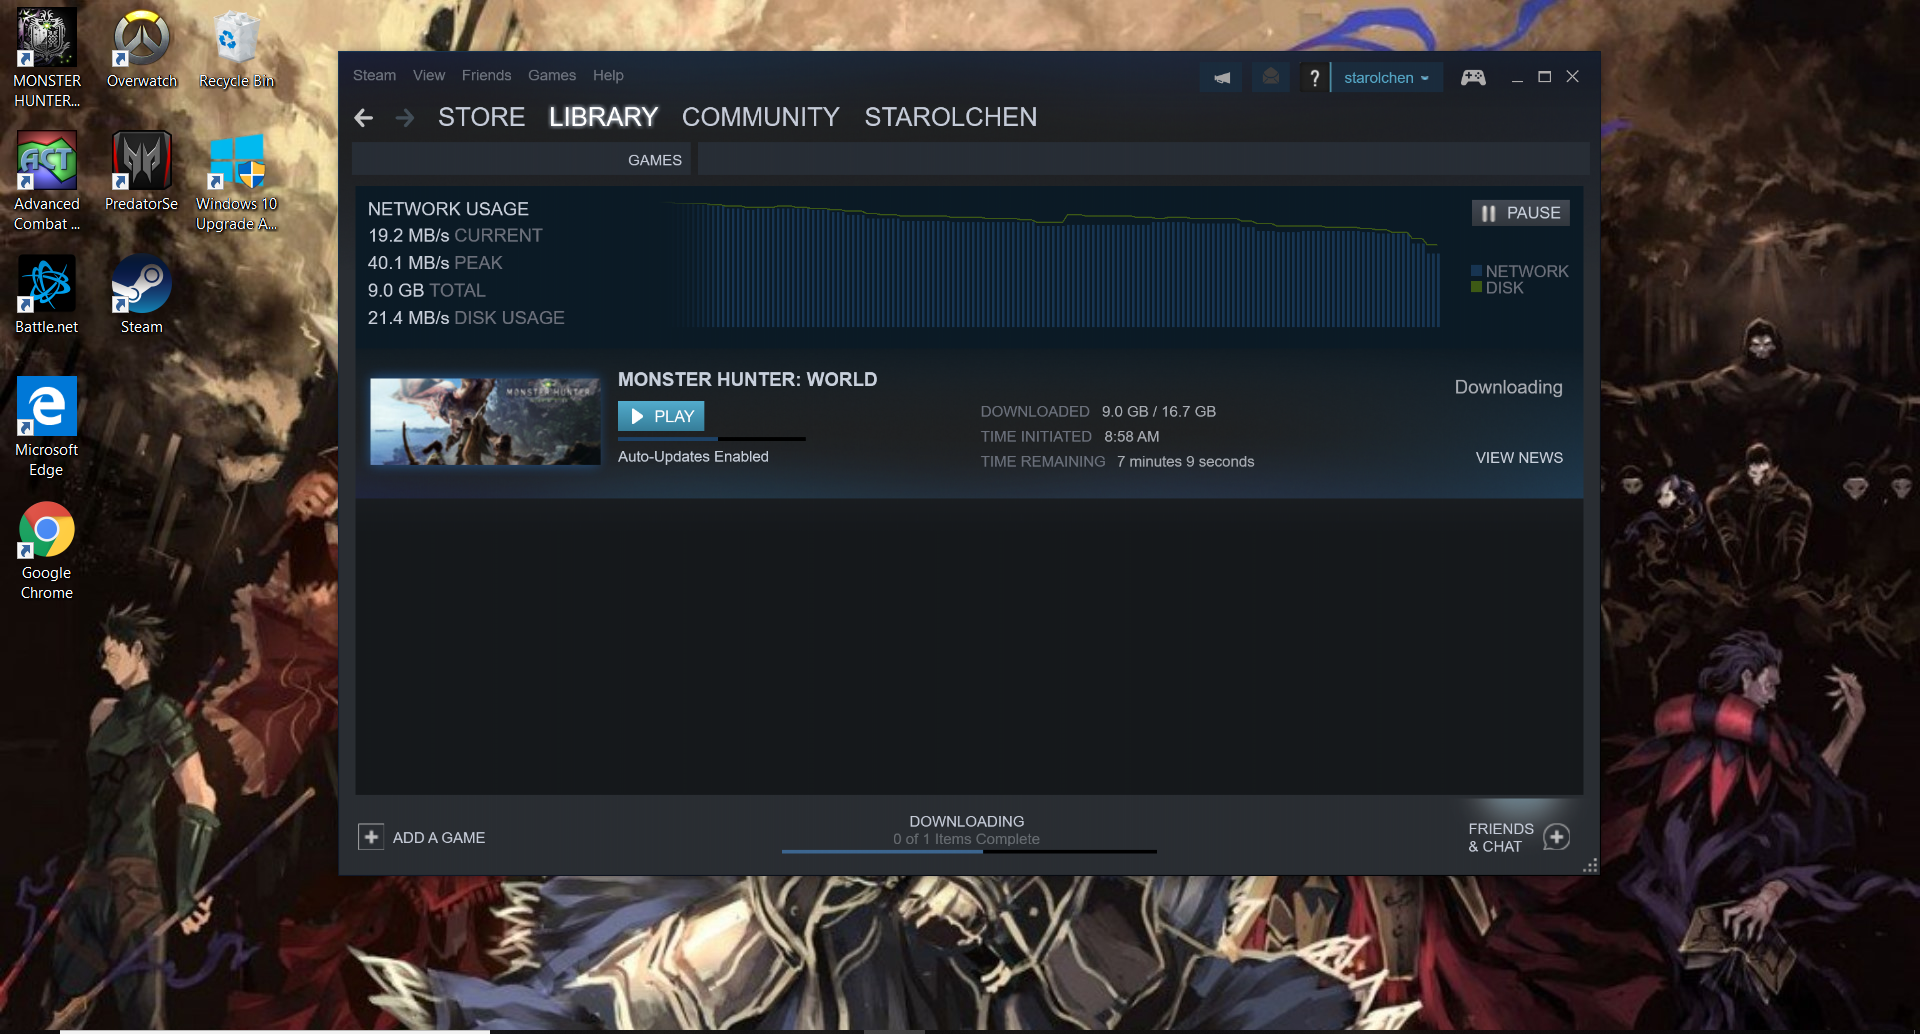 MONSTER
HUNTER...
Overwatch
Recycle Bin
ACT
Advanced
Combat ...
PredatorSe
Windows 10
Upgrade A...
Battle.net
Steam
Microsoft
Edge
Google
Chrome
Steam View Friends Games Help
starolchen
STORE LIBRARY COMMUNITY STAROLCHEN
GAMES
NETWORK USAGE
19.2 MB/s CURRENT
40.1 MB/s PEAK
9.0 GB TOTAL
21.4 MB/s DISK USAGE
PAUSE
NETWORK
DISK
MONSTER HUNTER
MONSTER HUNTER: WORLD
PLAY
Auto-Updates Enabled
DOWNLOADED 9.0 GB / 16.7 GB
TIME INITIATED 8:58 AM
TIME REMAINING 7 minutes 9 seconds
Downloading
VIEW NEWS
ADD A GAME
DOWNLOADING
0 of 1 Items Complete
FRIENDS
& CHAT